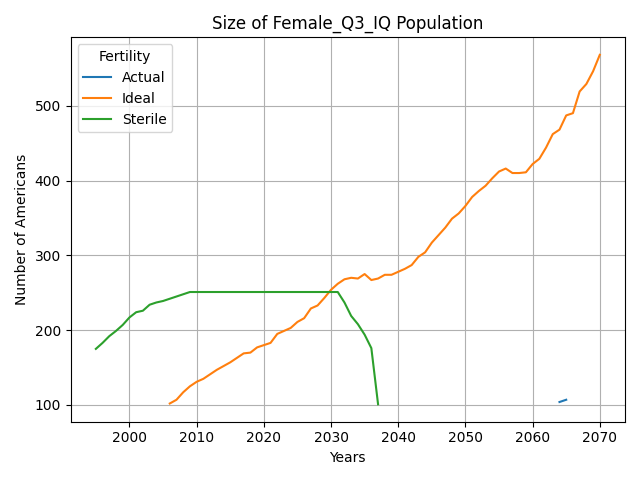 Size of Female_Q3_IQ Population
Fertility
Actual
Ideal
Sterile
Number of Americans
500
400
300
200
100
2000 2010 2020 2030 2040 2050 2060 2070
Years